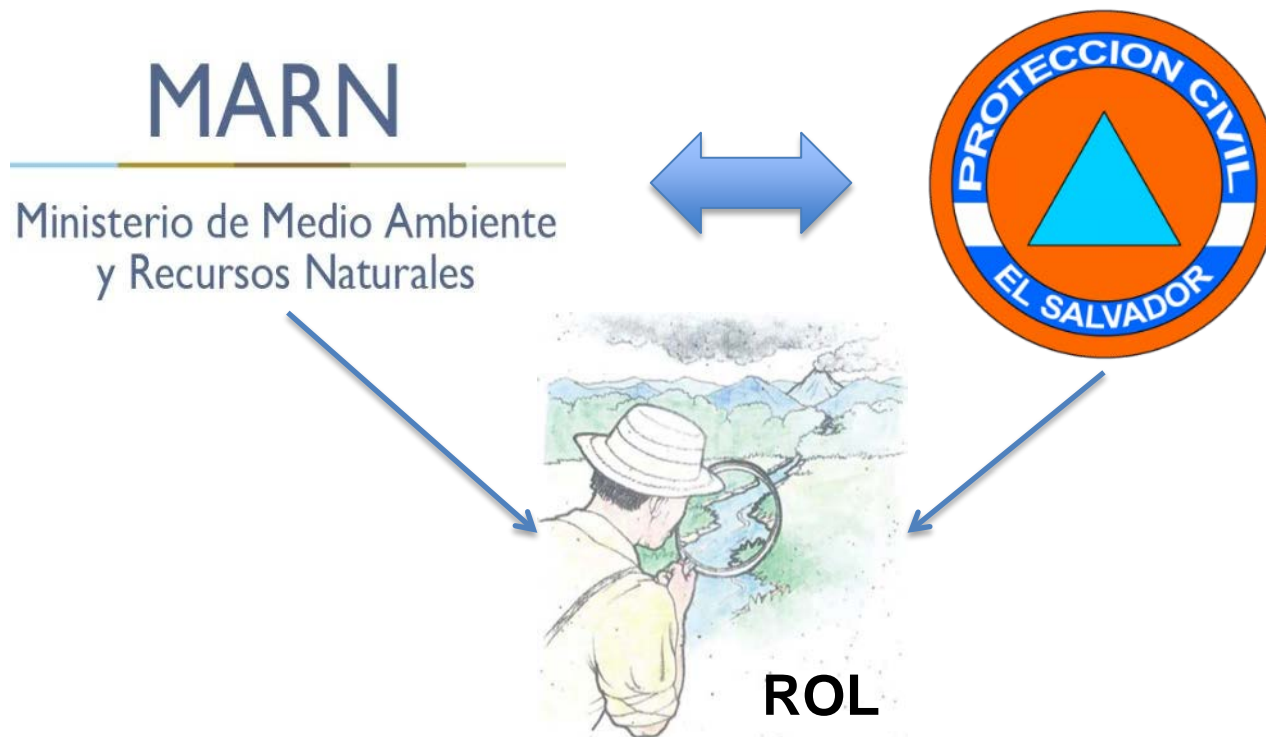 MARN
Ministerio de Medio Ambiente
y Recursos Naturales
PROTECCION CIVIL
EL SALVADOR
ROL